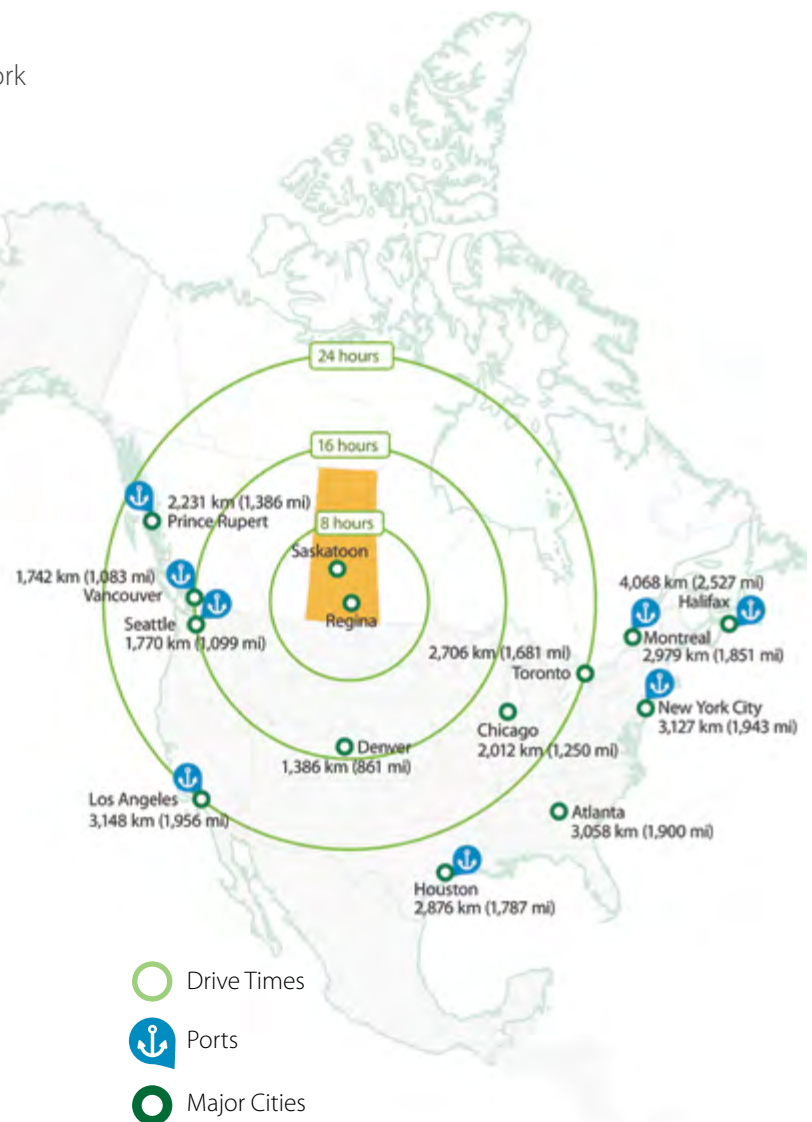 ork
24 hours
16 hours
2,231 km (1,386 mi)
Prince Rupert
8 hours
Saskatoon
1,742 km (1,083 mi)
Vancouver
4,068 km (2,527 mi)
Halifax
Regina
Seattle
1,770 km (1,099 mi)
Montreal
2,979 km (1,851 mi)
2,706 km (1,681 mi)
Toronto
New York City
3,127 km (1,943 mi)
Chicago
2,012 km (1,250 mi)
Denver
1,386 km (861 mi)
Los Angeles
3,148 km (1,956 mi)
Atlanta
3,058 km (1,900 mi)
Houston
2,876 km (1,787 mi)
Drive Times
Ports
Major Cities